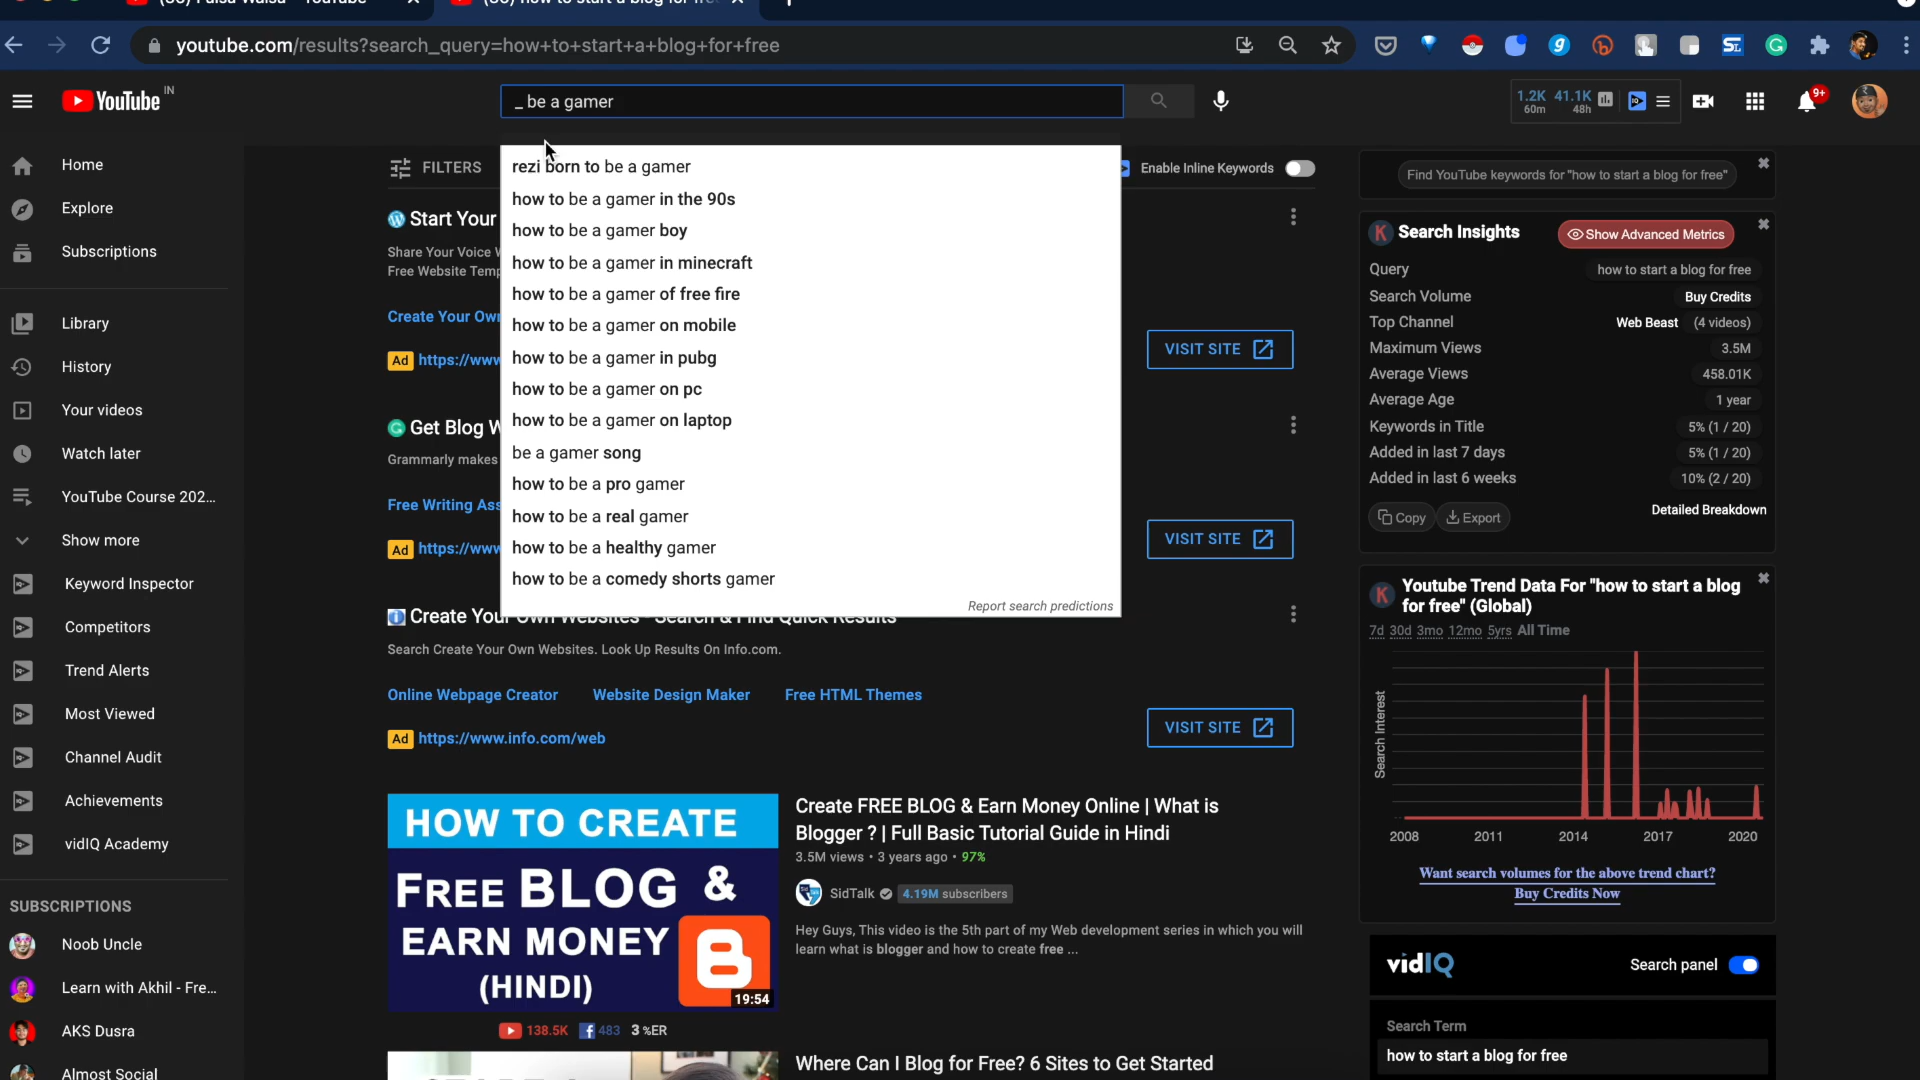 youtube.com/results?search_query=how+to+start+a+blog+for+free
YouTube IN
_ be a gamer
1.2K 41.1K
60m 48h
9+
Home
Explore
Subscriptions
Library
History
Your videos
Watch later
YouTube Course 202...
Show more
Keyword Inspector
Competitors
Trend Alerts
Most Viewed
Channel Audit
Achievements
vidIQ Academy
SUBSCRIPTIONS
Noob Uncle
Learn with Akhil - Fre...
AKS Dusra
Almost Social
FILTERS
Enable Inline Keywords
rezi born to be a gamer
how to be a gamer in the 90s
how to be a gamer boy
how to be a gamer in minecraft
how to be a gamer of free fire
how to be a gamer on mobile
how to be a gamer in pubg
how to be a gamer on pc
how to be a gamer on laptop
be a gamer song
how to be a pro gamer
how to be a real gamer
how to be a healthy gamer
how to be a comedy shorts gamer
Report search predictions
Start Your
Share Your Voice
Free Website Temp
Create Your Own
Ad https://www
VISIT SITE
Get Blog W
Grammarly makes
Free Writing Ass
Ad https://www
VISIT SITE
Create Your Own Websites - Search & Find Quick Results
Search Create Your Own Websites. Look Up Results On Info.com.
Online Webpage Creator Website Design Maker Free HTML Themes
Ad https://www.info.com/web
VISIT SITE
HOW TO CREATE
FREE BLOG &
EARN MONEY
(HINDI)
19:54
138.5K 483 3 %ER
Create FREE BLOG & Earn Money Online | What is
Blogger ? | Full Basic Tutorial Guide in Hindi
3.5M views • 3 years ago • 97%
SidTalk 4.19M subscribers
Hey Guys, This video is the 5th part of my Web development series in which you will
learn what is blogger and how to create free ...
Where Can I Blog for Free? 6 Sites to Get Started
Find YouTube keywords for "how to start a blog for free"
Search Insights
Show Advanced Metrics
Query how to start a blog for free
Search Volume Buy Credits
Top Channel Web Beast (4 videos)
Maximum Views 3.5M
Average Views 458.01K
Average Age 1 year
Keywords in Title 5% (1 / 20)
Added in last 7 days 5% (1 / 20)
Added in last 6 weeks 10% (2 / 20)
Copy Export
Detailed Breakdown
Youtube Trend Data For "how to start a blog
for free" (Global)
7d 30d 3mo 12mo 5yrs All Time
Search Interest
2008 2011 2014 2017 2020
Want search volumes for the above trend chart?
Buy Credits Now
vidIQ
Search panel
Search Term
how to start a blog for free